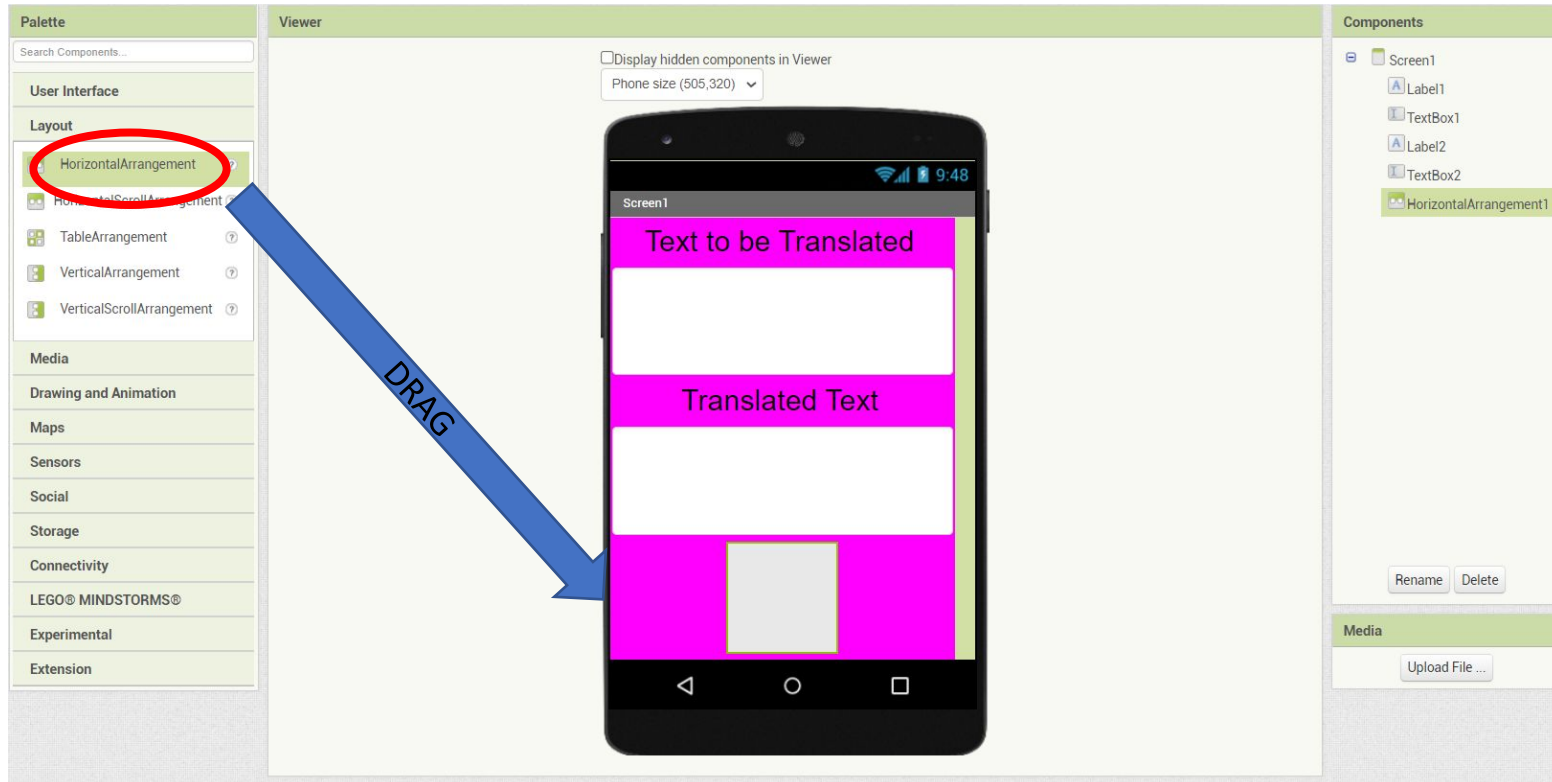 Palette
Search Components...
User Interface
Layout
HorizontalArrangement
HorizontalScrollArrangement
TableArrangement
VerticalArrangement
VerticalScrollArrangement
Media
Drawing and Animation
Maps
Sensors
Social
Storage
Connectivity
LEGO® MINDSTORMS®
Experimental
Extension
DRAG
Viewer
Display hidden components in Viewer
Phone size (505,320)
9:48
Screen1
Text to be Translated
Translated Text
Components
Screen1
Label1
TextBox1
Label2
TextBox2
HorizontalArrangement1
Rename Delete
Media
Upload File ...